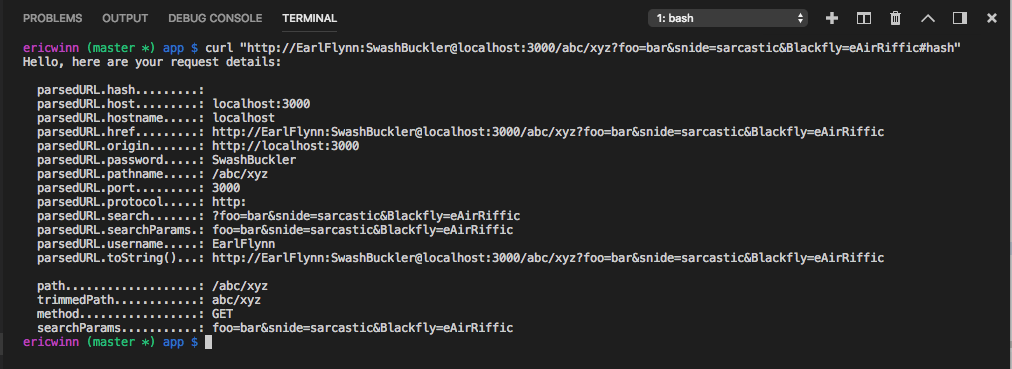 PROBLEMS OUTPUT DEBUG CONSOLE TERMINAL 1: bash
ericwinn (master *) app $ curl "http://EarlFlynn:SwashBuckler@localhost:3000/abc/xyz?foo=bar&snide=sarcastic&Blackfly=eAirRiffic#hash"
Hello, here are your request details:
parsedURL.hash.........:
parsedURL.host.........: localhost:3000
parsedURL.hostname.....: localhost
parsedURL.href.........: http://EarlFlynn:SwashBuckler@localhost:3000/abc/xyz?foo=bar&snide=sarcastic&Blackfly=eAirRiffic
parsedURL.origin.......: http://localhost:3000
parsedURL.password.....: SwashBuckler
parsedURL.pathname.....: /abc/xyz
parsedURL.port.........: 3000
parsedURL.protocol.....: http:
parsedURL.search.......: ?foo=bar&snide=sarcastic&Blackfly=eAirRiffic
parsedURL.searchParams.: foo=bar&snide=sarcastic&Blackfly=eAirRiffic
parsedURL.username.....: EarlFlynn
parsedURL.toString()...: http://EarlFlynn:SwashBuckler@localhost:3000/abc/xyz?foo=bar&snide=sarcastic&Blackfly=eAirRiffic
path...................: /abc/xyz
trimmedPath............: abc/xyz
method.................: GET
searchParams...........: foo=bar&snide=sarcastic&Blackfly=eAirRiffic
ericwinn (master *) app $